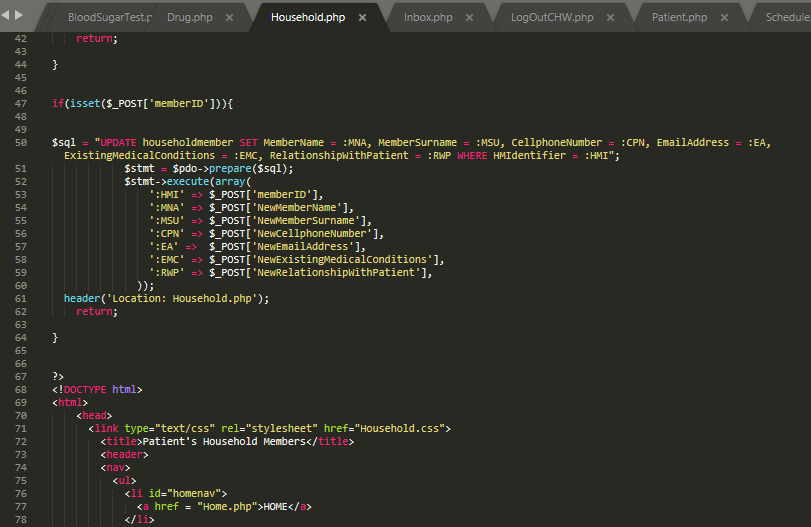 BloodSugarTest.p Drug.php × Household.php × Inbox.php × LogOutCHW.php × Patient.php × Schedule.
42 return;
43
44 }
45
46
47 if(isset($_POST['memberID'])){
48
49
50 $sql = "UPDATE householdmember SET MemberName = :MNA, MemberSurname = :MSU, CellphoneNumber = :CPN, EmailAddress = :EA,
ExistingMedicalConditions = :EMC, RelationshipWithPatient = :RWP WHERE HMIdentifier = :HMI";
51 $stmt = $pdo->prepare($sql);
52 $stmt->execute(array(
53 ':HMI' => $_POST['memberID'],
54 ':MNA' => $_POST['NewMemberName'],
55 ':MSU' => $_POST['NewMemberSurname'],
56 ':CPN' => $_POST['NewCellphoneNumber'],
57 ':EA' => $_POST['NewEmailAddress'],
58 ':EMC' => $_POST['NewExistingMedicalConditions'],
59 ':RWP' => $_POST['NewRelationshipWithPatient'],
60 ));
61 header('Location: Household.php');
62 return;
63
64 }
65
66
67 ?>
68 <!DOCTYPE html>
69 <html>
70 <head>
71 <link type="text/css" rel="stylesheet" href="Household.css">
72 <title>Patient's Household Members</title>
73 <header>
74 <nav>
75 <ul>
76 <li id="homenav">
77 <a href = "Home.php">HOME</a>
78 </li>